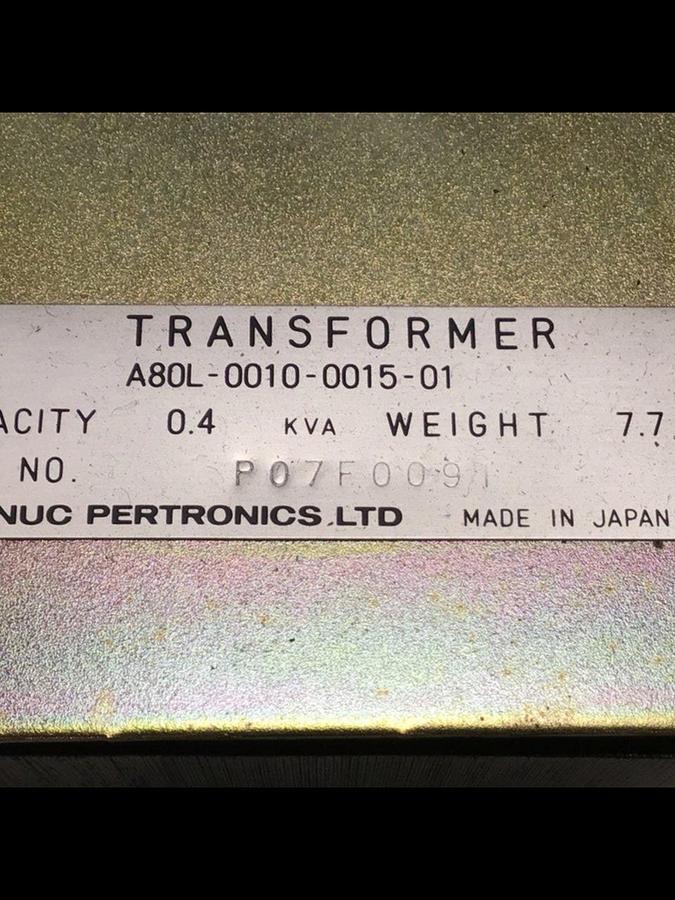 TRANSFORMER
A80L-0010-0015-01
ACITY 0.4 KVA WEIGHT 7.7
NO. P07F0091
NUC PERTRONICS.LTD MADE IN JAPAN